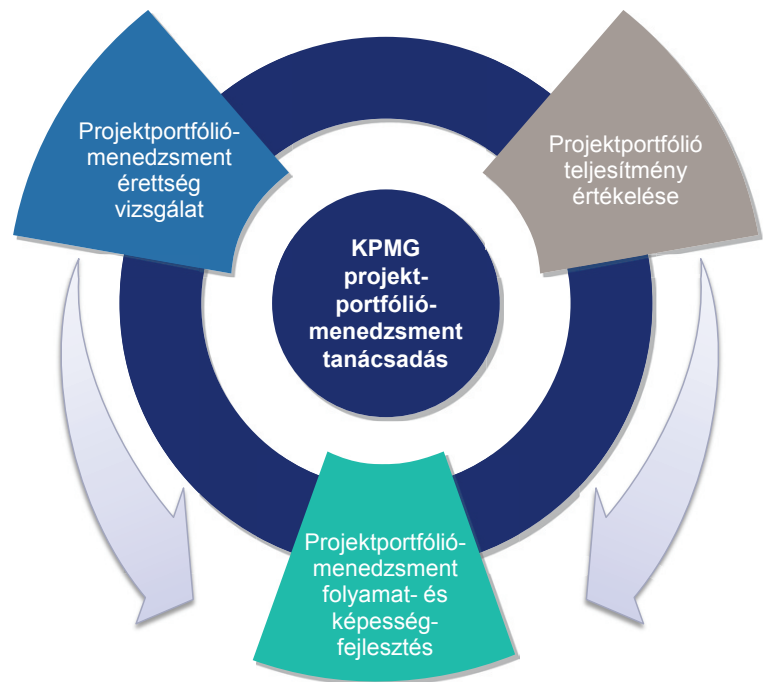 Projektportfólió-
menedzsment
érettség
vizsgálat
Projektportfólió
teljesítmény
értékelése
KPMG
projekt-
portfólió-
menedzsment
tanácsadás
Projektportfólió-
menedzsment
folyamat- és
képesség-
fejlesztés